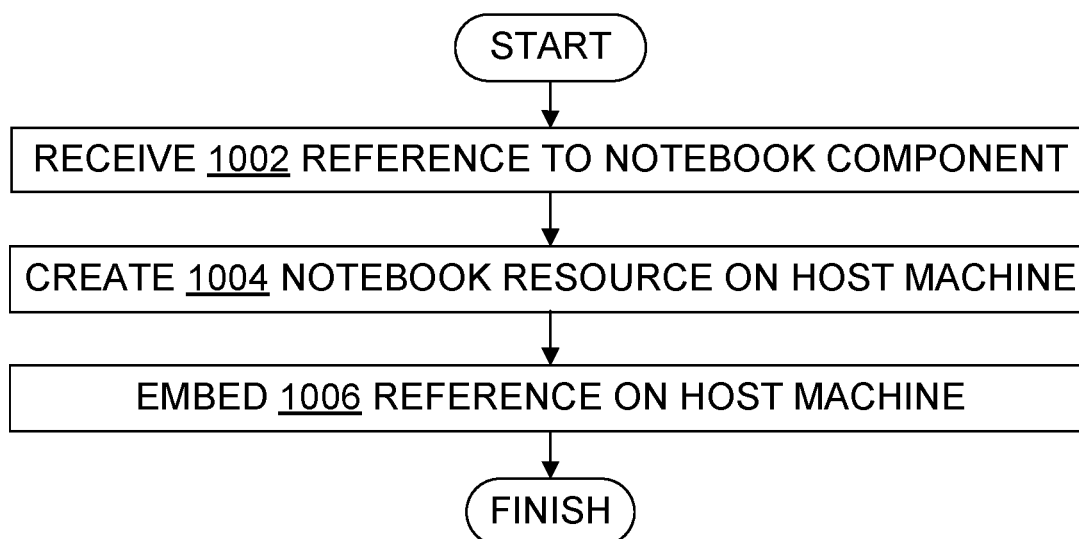 START
RECEIVE 1002 REFERENCE TO NOTEBOOK COMPONENT
CREATE 1004 NOTEBOOK RESOURCE ON HOST MACHINE
EMBED 1006 REFERENCE ON HOST MACHINE
FINISH